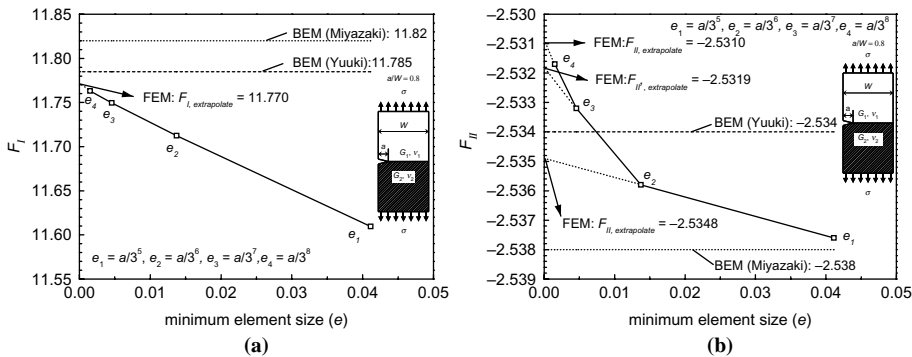 11.85
11.80
11.75
11.70
11.65
11.60
11.55
F_I
BEM (Miyazaki): 11.82
BEM (Yuuki):11.785
FEM: F_I, extrapolate = 11.770
e_4
e_3
e_2
e_1
a/W = 0.8
σ
W
a
G_1, ν_1
G_2, ν_2
σ
e_1 = a/3^5, e_2 = a/3^6, e_3 = a/3^7, e_4 = a/3^8
0.00 0.01 0.02 0.03 0.04 0.05
minimum element size (e)
(a)
−2.530
−2.531
−2.532
−2.533
−2.534
−2.535
−2.536
−2.537
−2.538
−2.539
F_II
e_1 = a/3^5, e_2 = a/3^6, e_3 = a/3^7, e_4 = a/3^8
FEM:F_II, extrapolate = −2.5310
FEM:F_II', extrapolate = −2.5319
BEM (Yuuki): −2.534
FEM: F_II, extrapolate = −2.5348
BEM (Miyazaki): −2.538
e_4
e_3
e_2
e_1
a/W = 0.8
σ
W
a
G_1, ν_1
G_2, ν_2
σ
0.00 0.01 0.02 0.03 0.04 0.05
minimum element size (e)
(b)